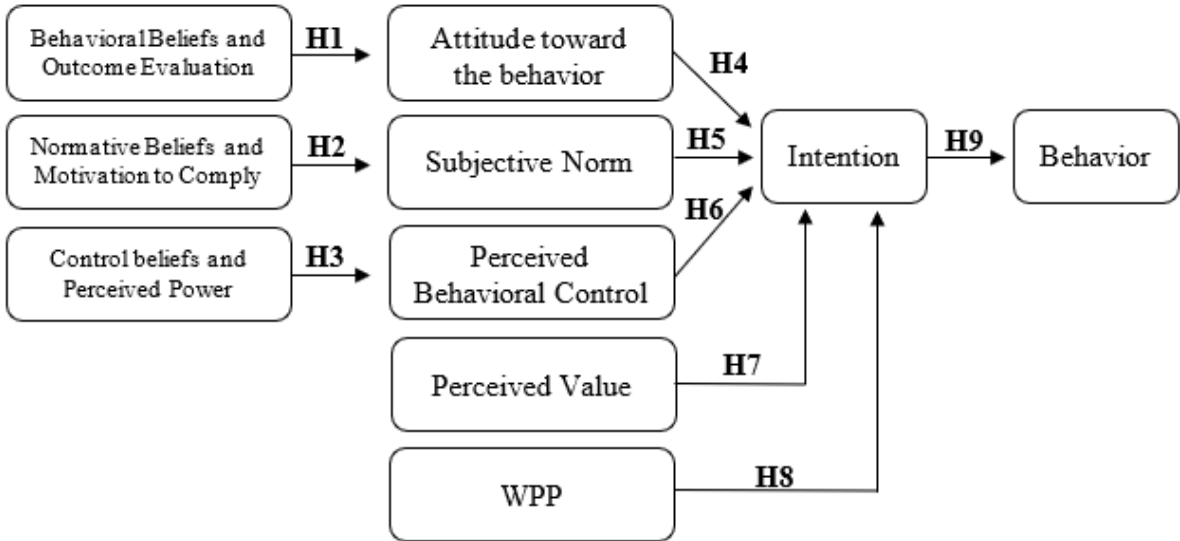 Behavioral Beliefs and
Outcome Evaluation
H1
Attitude toward
the behavior
H4
Normative Beliefs and
Motivation to Comply
H2
Subjective Norm
H5
Intention
H9
Behavior
H6
Control beliefs and
Perceived Power
H3
Perceived
Behavioral Control
Perceived Value
H7
WPP
H8